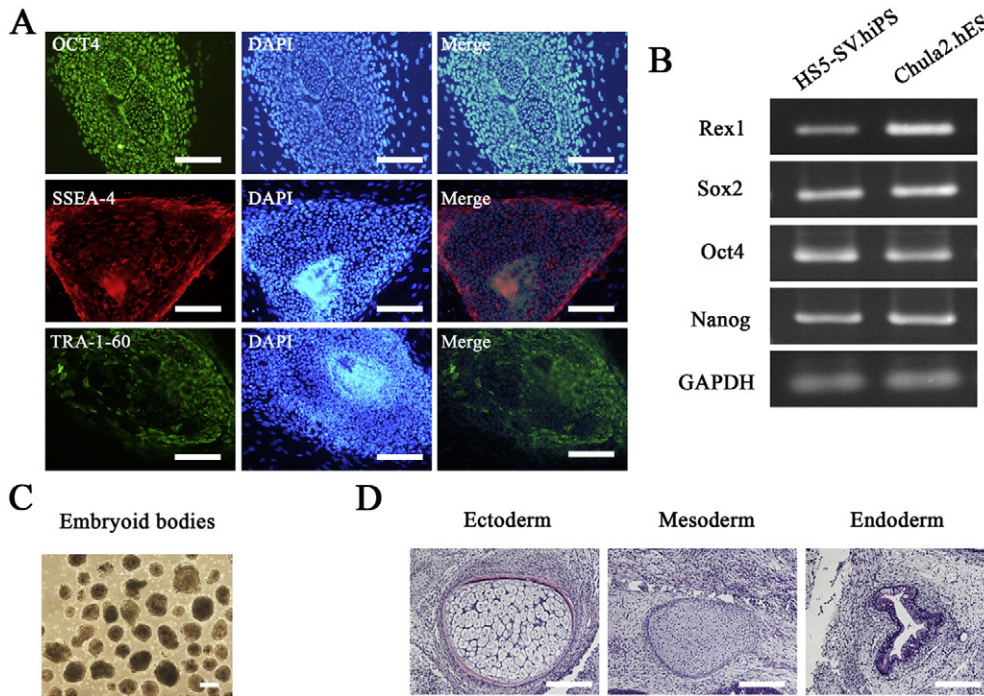 A
OCT4 DAPI Merge
SSEA-4 DAPI Merge
TRA-1-60 DAPI Merge
B
HS5-SV.hiPS Chula2.hES
Rex1
Sox2
Oct4
Nanog
GAPDH
C
Embryoid bodies
D
Ectoderm Mesoderm Endoderm